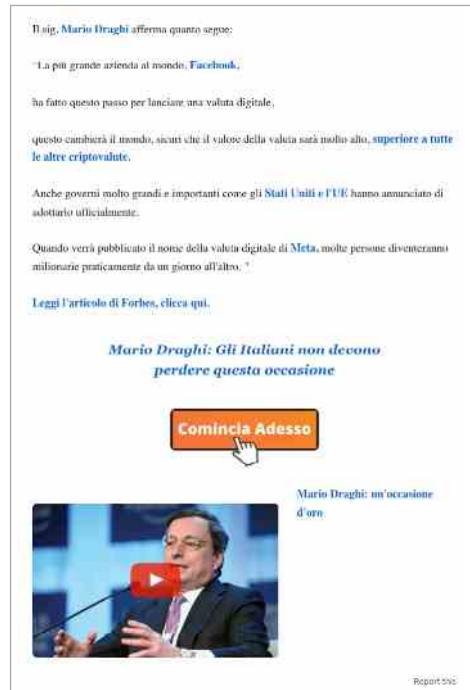 Il sig. Mario Draghi afferma quanto segue:
"La più grande azienda al mondo, Facebook,
ha fatto questo passo per lanciare una valuta digitale,
questo cambierà il mondo, sicuri che il valore della valuta sarà molto alto, superiore a tutte
le altre criptovalute.
Anche governi molto grandi e importanti come gli Stati Uniti e l'UE hanno annunciato di
adottarlo ufficialmente.
Quando verrà pubblicato il nome della valuta digitale di Meta, molte persone diventeranno
milionarie praticamente da un giorno all'altro. "
Leggi l'articolo di Forbes, clicca qui.
Mario Draghi: Gli Italiani non devono
perdere questa occasione
Comincia Adesso
Mario Draghi: un'occasione
d'oro
Report this